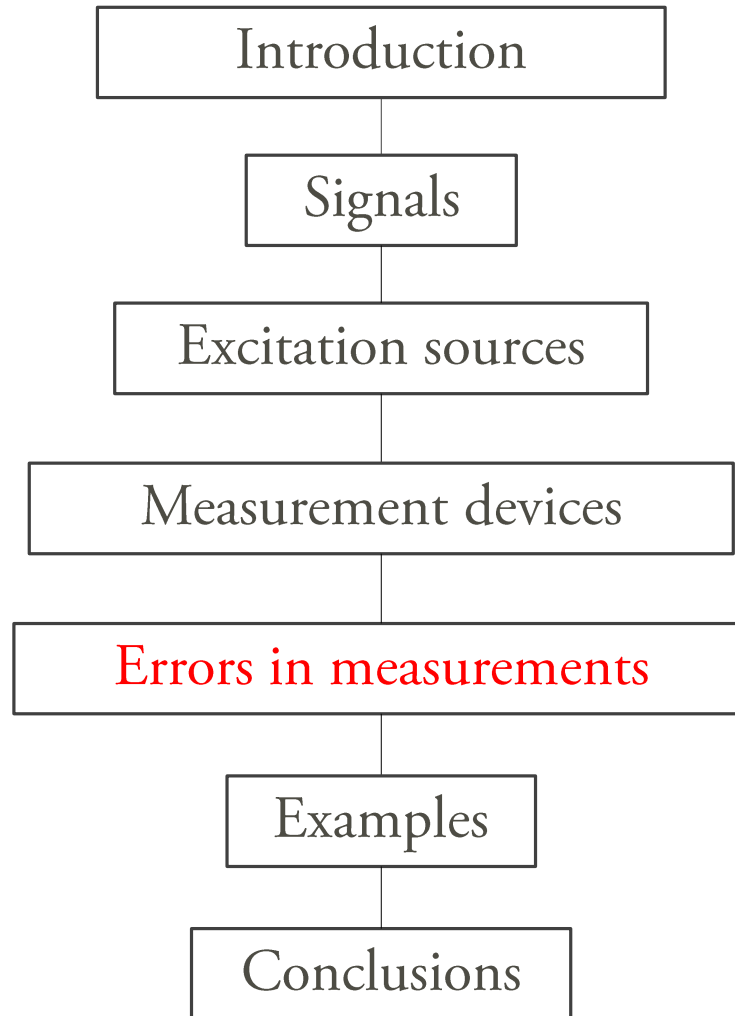 Introduction
Signals
Excitation sources
Measurement devices
Errors in measurements
Examples
Conclusions